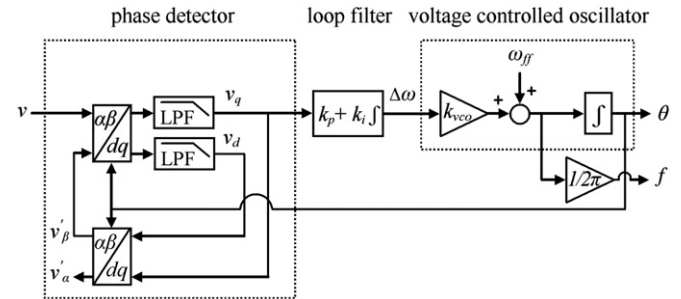 phase detector loop filter voltage controlled oscillator
ω_ff
v αβ/dq LPF v_q k_p + k_i ∫ Δω k_vco + + ∫ θ
LPF v_d
1/2π f
v'_β αβ/dq
v'_α